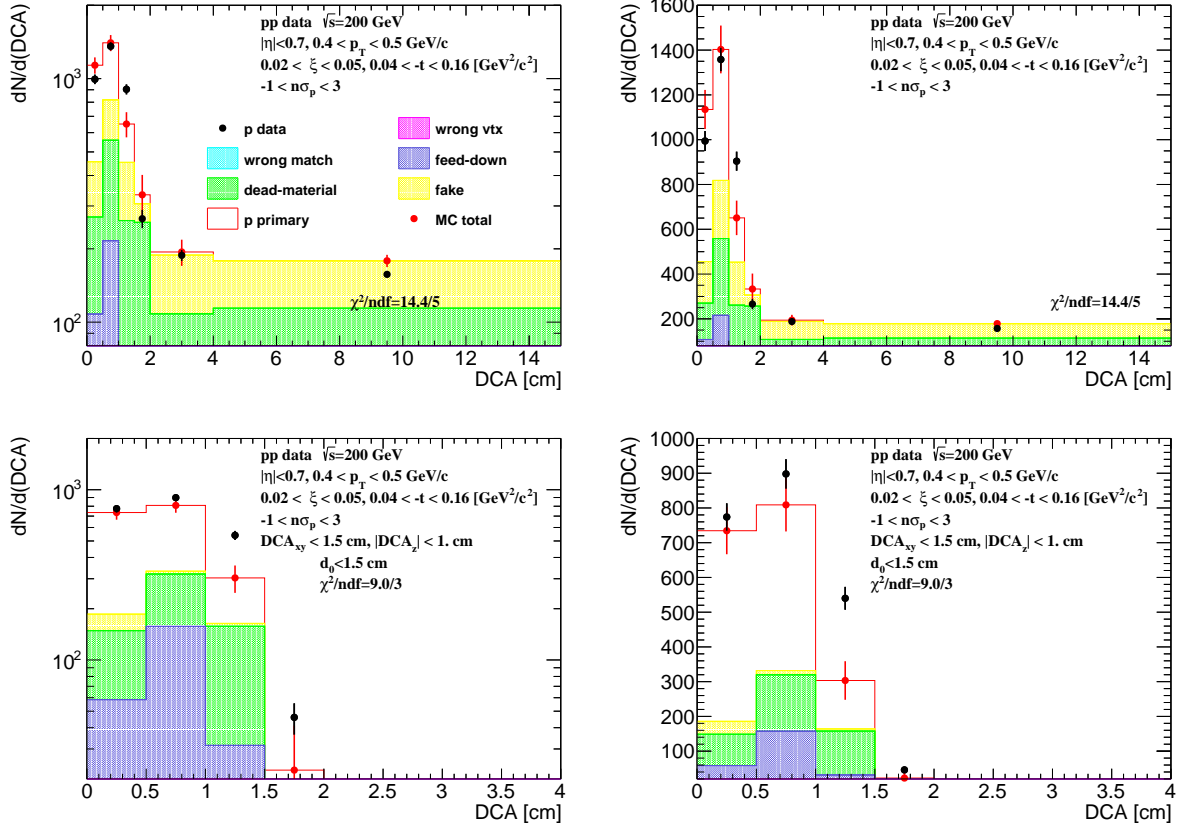 dN/d(DCA)
pp data √s=200 GeV
|η|<0.7, 0.4 < p_T < 0.5 GeV/c
0.02 < ξ < 0.05, 0.04 < -t < 0.16 [GeV²/c²]
-1 < nσ_p < 3
p data
wrong vtx
wrong match
feed-down
dead-material
fake
p primary
MC total
χ²/ndf=14.4/5
10³
10²
0 2 4 6 8 10 12 14
DCA [cm]
dN/d(DCA)
pp data √s=200 GeV
|η|<0.7, 0.4 < p_T < 0.5 GeV/c
0.02 < ξ < 0.05, 0.04 < -t < 0.16 [GeV²/c²]
-1 < nσ_p < 3
χ²/ndf=14.4/5
1600
1400
1200
1000
800
600
400
200
0 2 4 6 8 10 12 14
DCA [cm]
dN/d(DCA)
pp data √s=200 GeV
|η|<0.7, 0.4 < p_T < 0.5 GeV/c
0.02 < ξ < 0.05, 0.04 < -t < 0.16 [GeV²/c²]
-1 < nσ_p < 3
DCA_xy < 1.5 cm, |DCA_z| < 1. cm
d_0<1.5 cm
χ²/ndf=9.0/3
10³
10²
0 0.5 1 1.5 2 2.5 3 3.5 4
DCA [cm]
dN/d(DCA)
pp data √s=200 GeV
|η|<0.7, 0.4 < p_T < 0.5 GeV/c
0.02 < ξ < 0.05, 0.04 < -t < 0.16 [GeV²/c²]
-1 < nσ_p < 3
DCA_xy < 1.5 cm, |DCA_z| < 1. cm
d_0<1.5 cm
χ²/ndf=9.0/3
1000
900
800
700
600
500
400
300
200
100
0 0.5 1 1.5 2 2.5 3 3.5 4
DCA [cm]